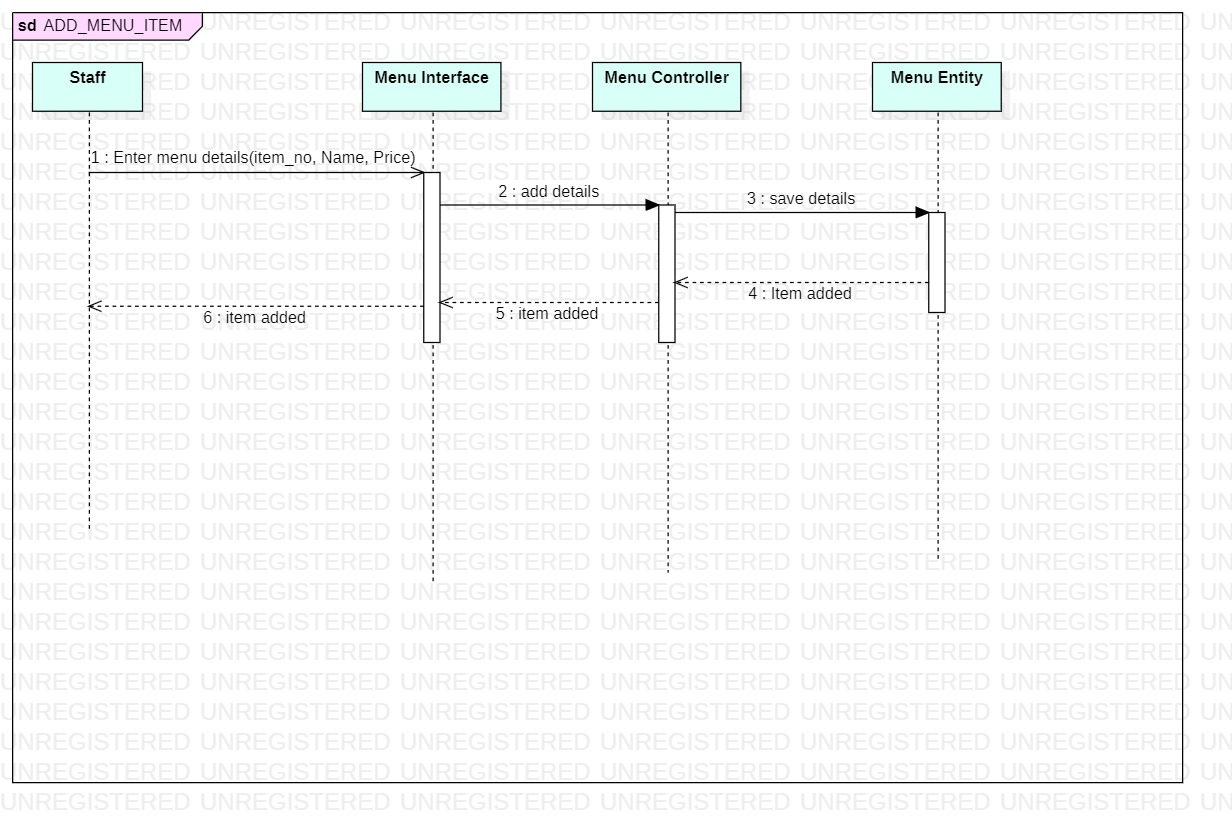 sd ADD_MENU_ITEM
Staff
Menu Interface
Menu Controller
Menu Entity
1 : Enter menu details(item_no, Name, Price)
2 : add details
3 : save details
4 : Item added
5 : item added
6 : item added
UNREGISTERED